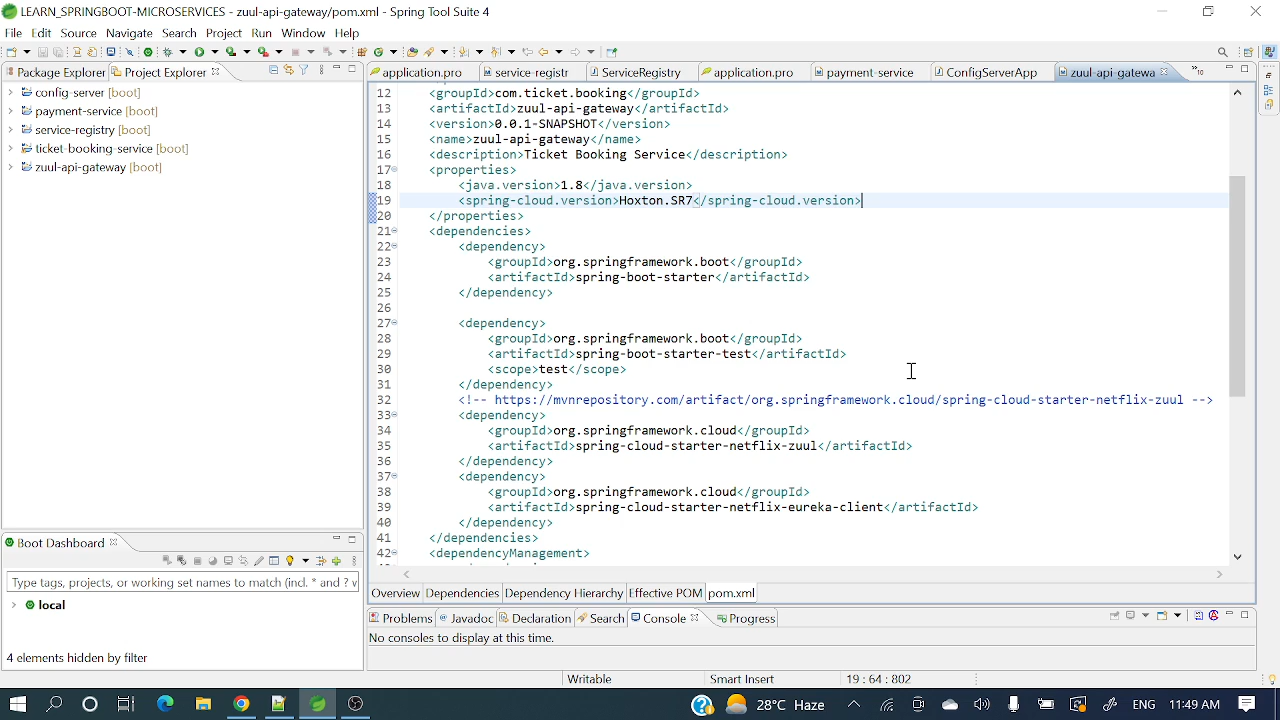 LEARN_SPRINGBOOT-MICROSERVICES - zuul-api-gateway/pom.xml - Spring Tool Suite 4
File Edit Source Navigate Search Project Run Window Help
Package Explorer Project Explorer
config-server [boot]
payment-service [boot]
service-registry [boot]
ticket-booking-service [boot]
zuul-api-gateway [boot]
application.pro service-regist ServiceRegistry application.pro payment-service ConfigServerApp zuul-api-gatewa »10
12 <groupId>com.ticket.booking</groupId>
13 <artifactId>zuul-api-gateway</artifactId>
14 <version>0.0.1-SNAPSHOT</version>
15 <name>zuul-api-gateway</name>
16 <description>Ticket Booking Service</description>
17 <properties>
18 <java.version>1.8</java.version>
19 <spring-cloud.version>Hoxton.SR7</spring-cloud.version>
20 </properties>
21 <dependencies>
22 <dependency>
23 <groupId>org.springframework.boot</groupId>
24 <artifactId>spring-boot-starter</artifactId>
25 </dependency>
26
27 <dependency>
28 <groupId>org.springframework.boot</groupId>
29 <artifactId>spring-boot-starter-test</artifactId>
30 <scope>test</scope>
31 </dependency>
32 <!-- https://mvnrepository.com/artifact/org.springframework.cloud/spring-cloud-starter-netflix-zuul -->
33 <dependency>
34 <groupId>org.springframework.cloud</groupId>
35 <artifactId>spring-cloud-starter-netflix-zuul</artifactId>
36 </dependency>
37 <dependency>
38 <groupId>org.springframework.cloud</groupId>
39 <artifactId>spring-cloud-starter-netflix-eureka-client</artifactId>
40 </dependency>
41 </dependencies>
42 <dependencyManagement>
Overview Dependencies Dependency Hierarchy Effective POM pom.xml
Boot Dashboard
Type tags, projects, or working set names to match (incl. * and ? v
local
4 elements hidden by filter
Problems Javadoc Declaration Search Console Progress
No consoles to display at this time.
Writable Smart Insert 19 : 64 : 802
28°C Haze ENG 11:49 AM